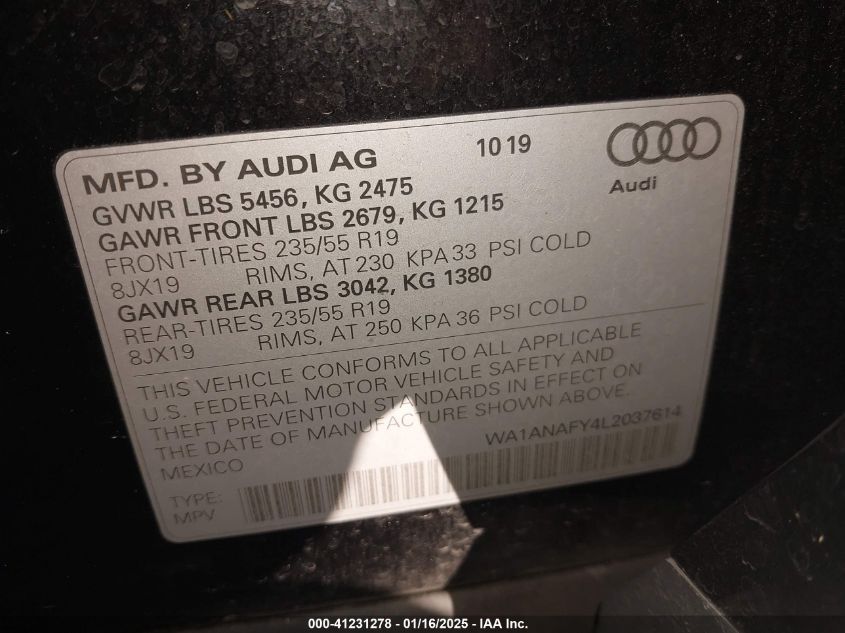 MFD. BY AUDI AG 10 19
Audi
GVWR LBS 5456, KG 2475
GAWR FRONT LBS 2679, KG 1215
FRONT-TIRES 235/55 R19
8JX19 RIMS, AT 230 KPA 33 PSI COLD
GAWR REAR LBS 3042, KG 1380
REAR-TIRES 235/55 R19
8JX19 RIMS, AT 250 KPA 36 PSI COLD
THIS VEHICLE CONFORMS TO ALL APPLICABLE
U.S. FEDERAL MOTOR VEHICLE SAFETY AND
THEFT PREVENTION STANDARDS IN EFFECT ON
THE DATE OF MANUFACTURE SHOWN ABOVE.
MEXICO WA1ANAFY4L2037614
TYPE:
MPV
000-41231278 - 01/16/2025 - IAA Inc.